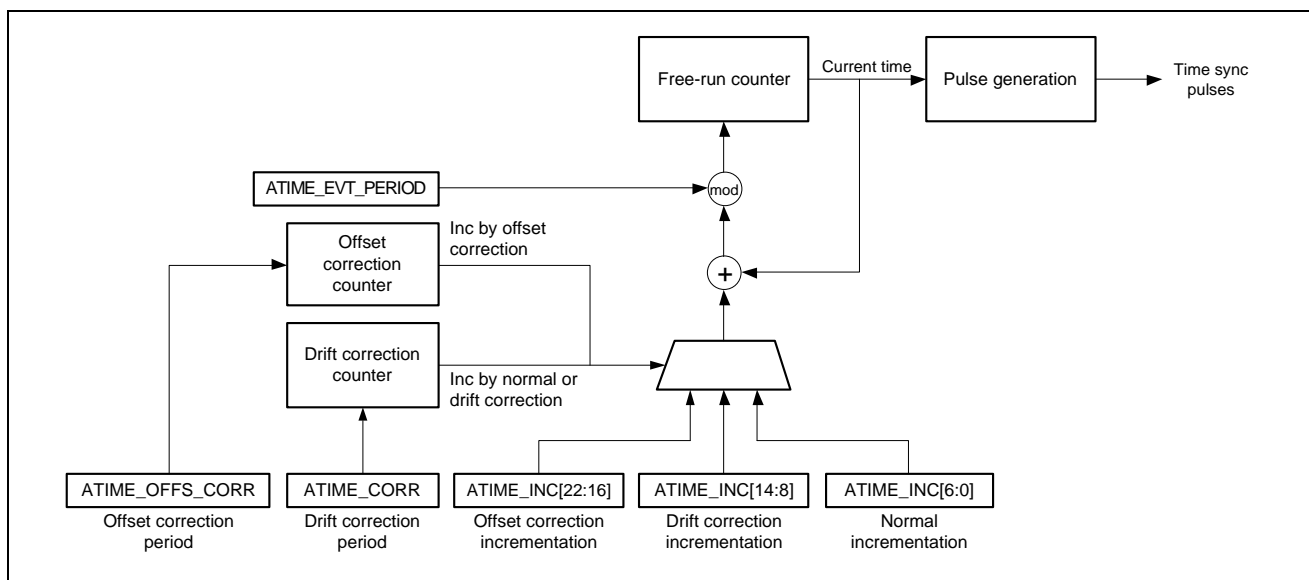 Free-run counter
Current time
Pulse generation
Time sync
pulses
ATIME_EVT_PERIOD
mod
Inc by offset
correction
Offset
correction
counter
+
Drift correction
counter
Inc by normal or
drift correction
ATIME_OFFS_CORR
ATIME_CORR
ATIME_INC[22:16]
ATIME_INC[14:8]
ATIME_INC[6:0]
Offset correction
period
Drift correction
period
Offset correction
incrementation
Drift correction
incrementation
Normal
incrementation